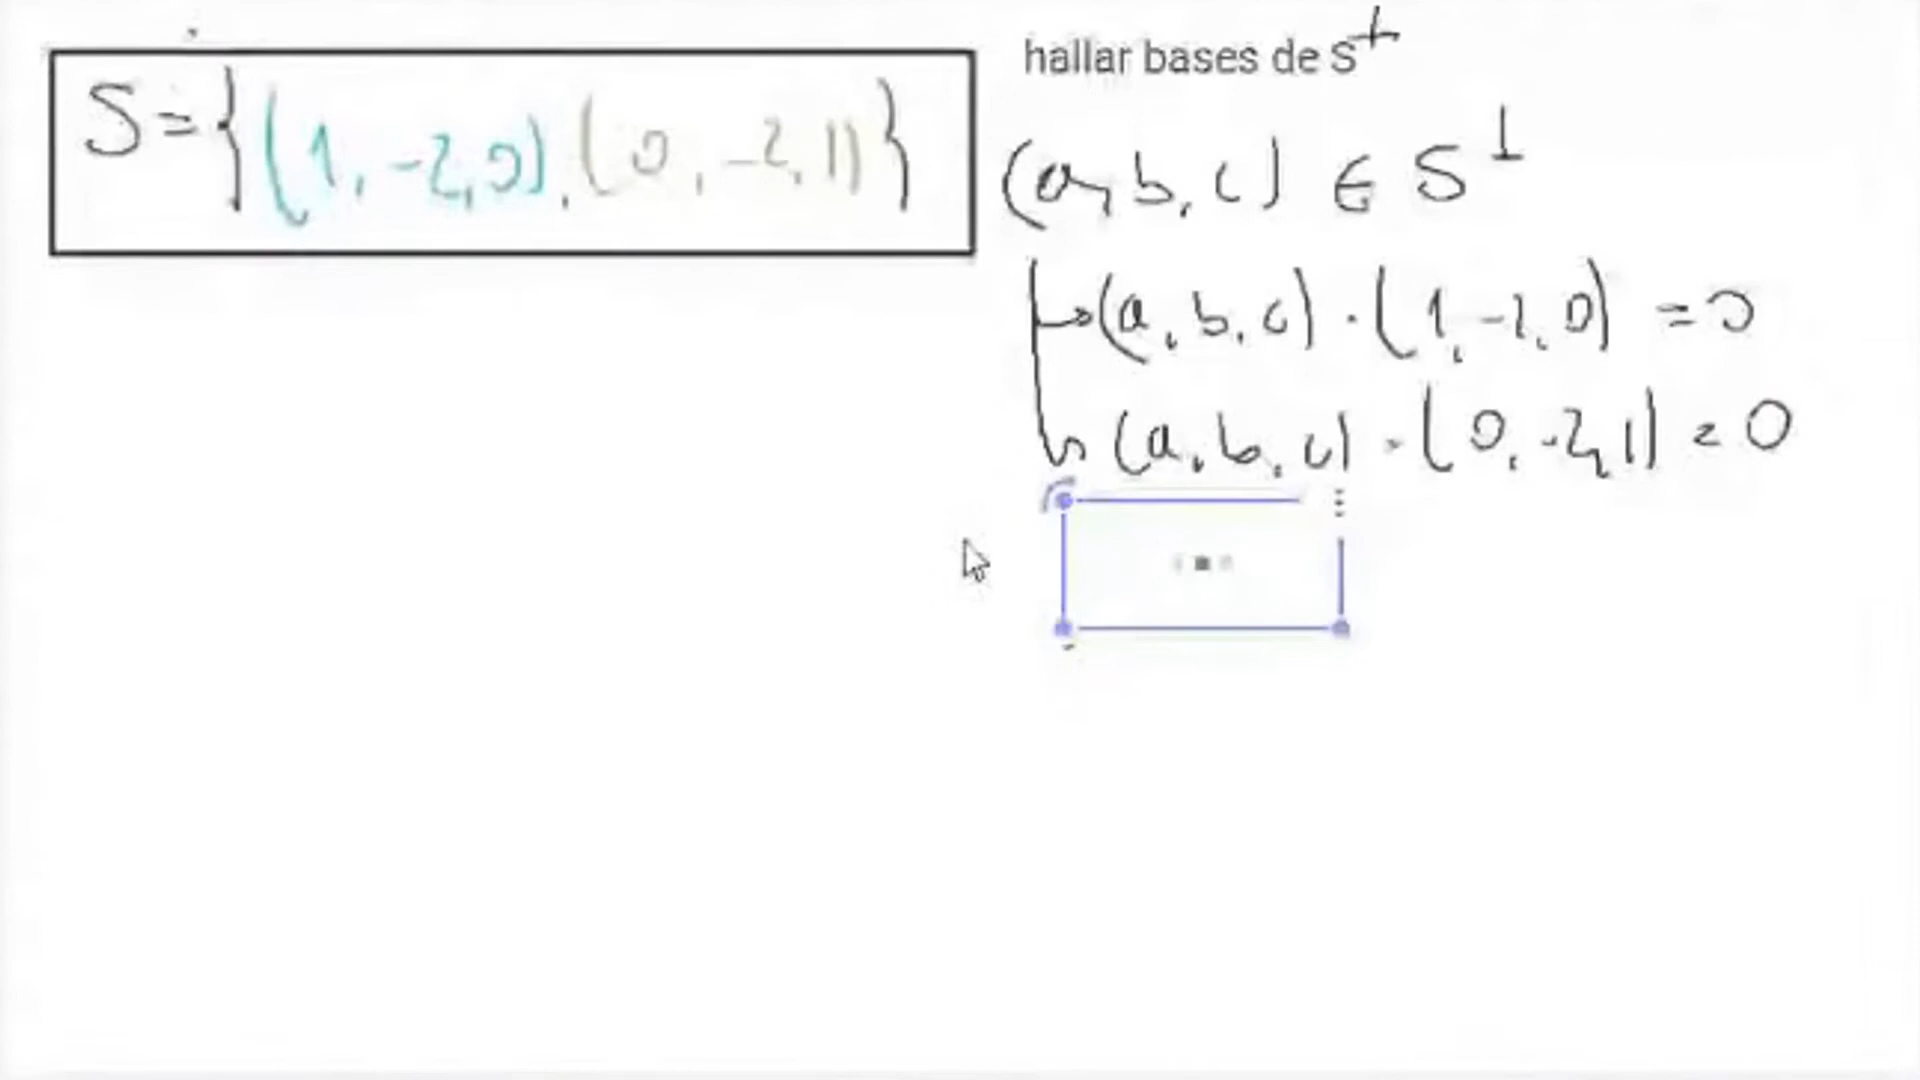 S = {(1, -2, 0), (0, -2, 1)}
hallar bases de S⊥
(a, b, c) ∈ S⊥
↳ (a, b, c) · (1, -2, 0) = 0
↳ (a, b, c) · (0, -2, 1) = 0